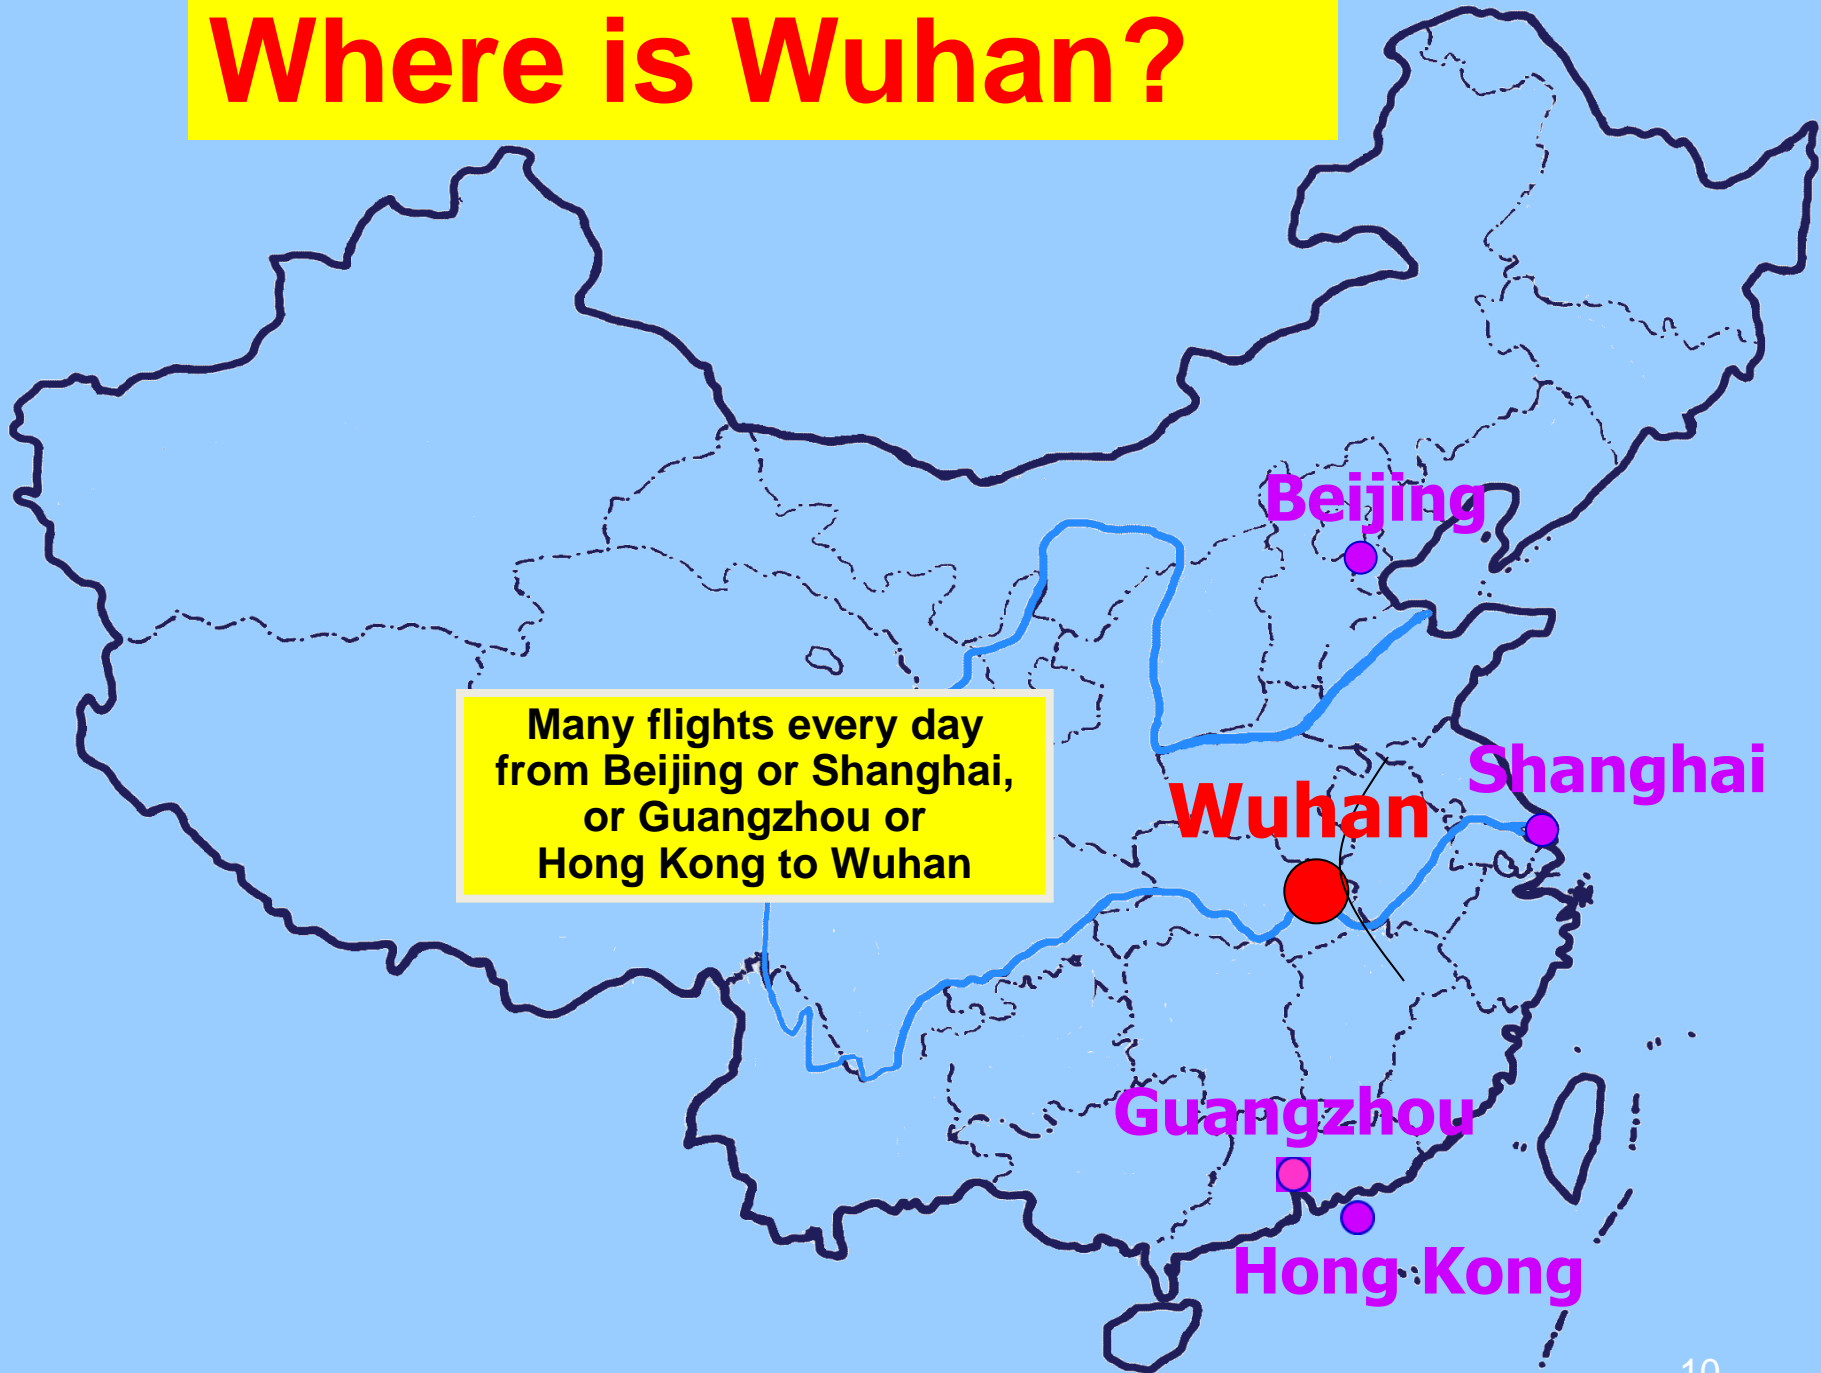 Where is Wuhan?
Beijing
Many flights every day
from Beijing or Shanghai,
or Guangzhou or
Hong Kong to Wuhan
Shanghai
Wuhan
Guangzhou
Hong Kong
10